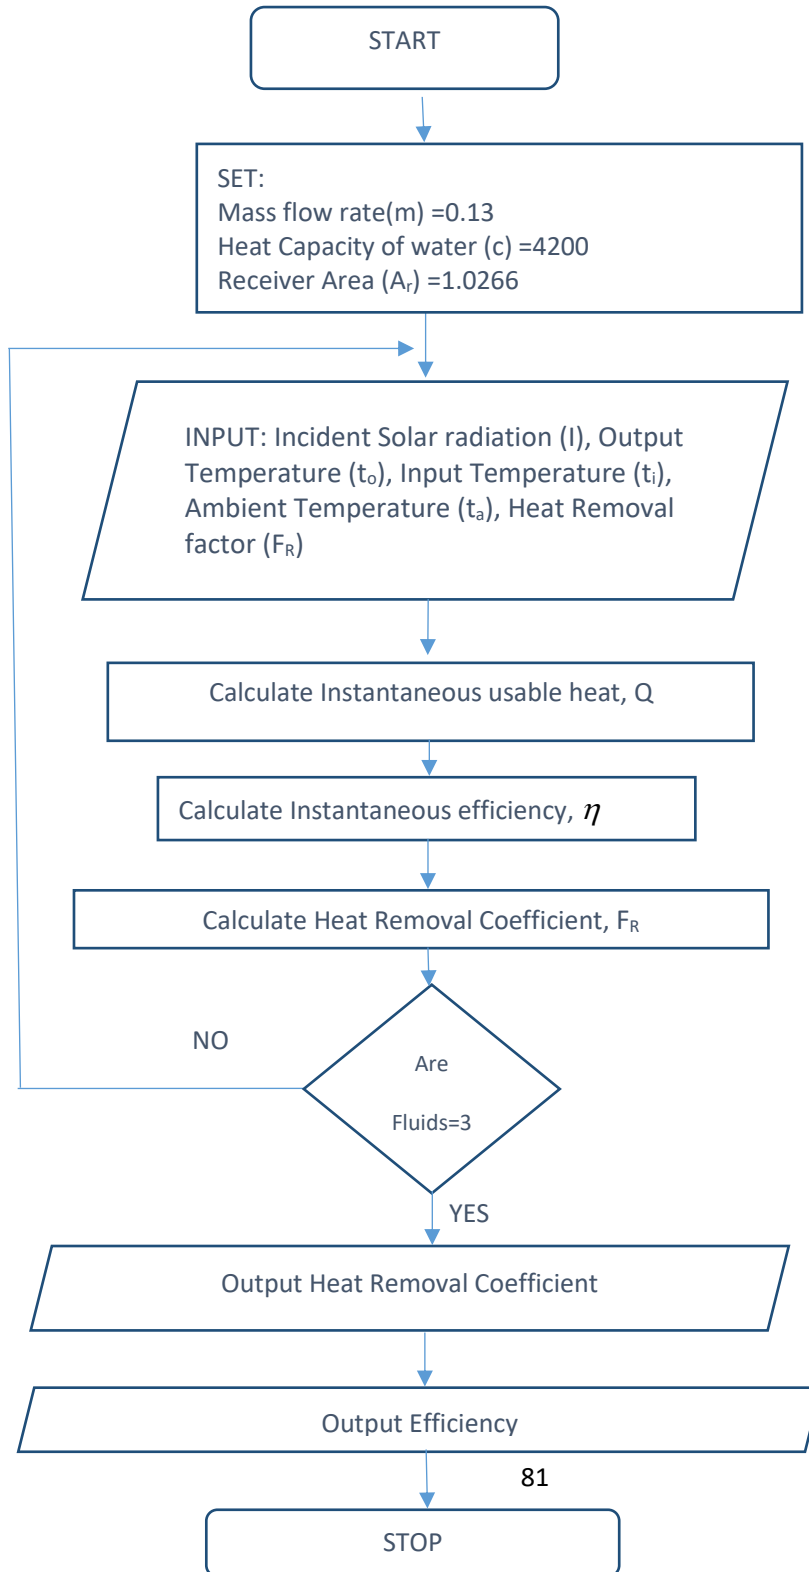 START
SET:
Mass flow rate(m) =0.13
Heat Capacity of water (c) =4200
Receiver Area (Aᵣ) =1.0266
INPUT: Incident Solar radiation (I), Output
Temperature (tₒ), Input Temperature (tᵢ),
Ambient Temperature (tₐ), Heat Removal
factor (F_R)
Calculate Instantaneous usable heat, Q
Calculate Instantaneous efficiency, η
Calculate Heat Removal Coefficient, F_R
NO
Are
Fluids=3
YES
Output Heat Removal Coefficient
Output Efficiency
81
STOP